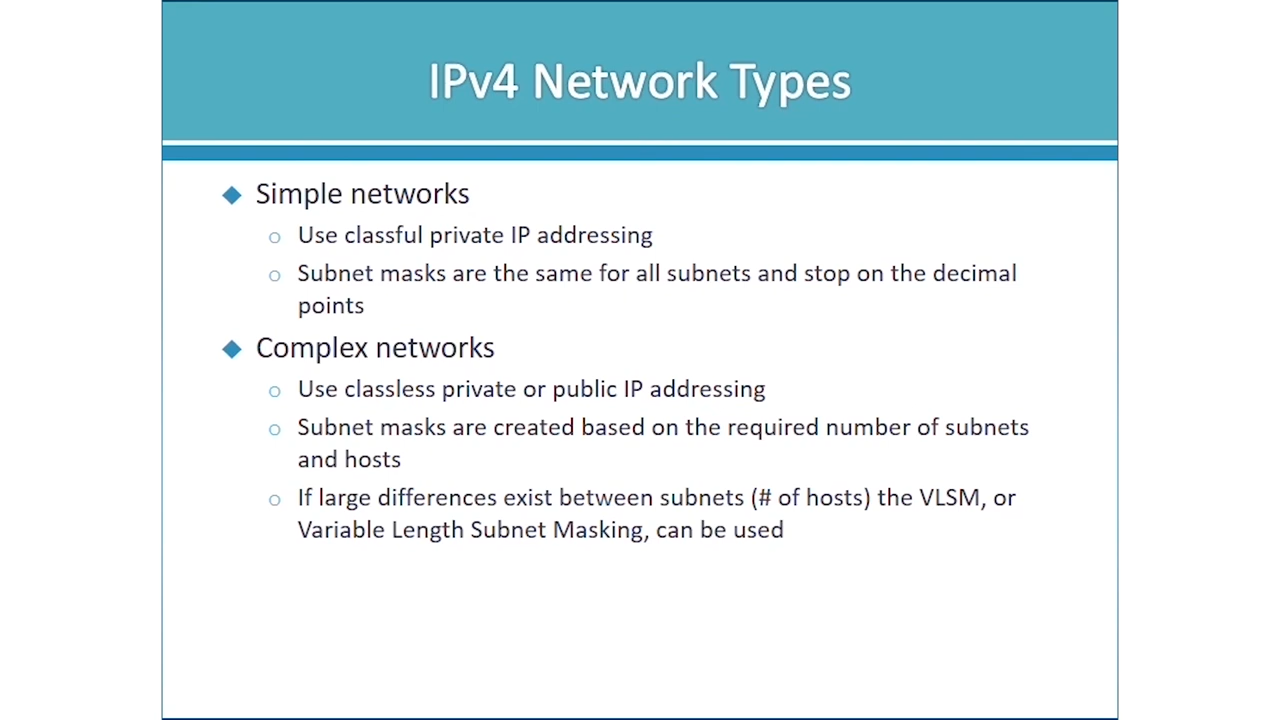 IPv4 Network Types
Simple networks
Use classful private IP addressing
Subnet masks are the same for all subnets and stop on the decimal
points
Complex networks
Use classless private or public IP addressing
Subnet masks are created based on the required number of subnets
and hosts
If large differences exist between subnets (# of hosts) the VLSM, or
Variable Length Subnet Masking, can be used